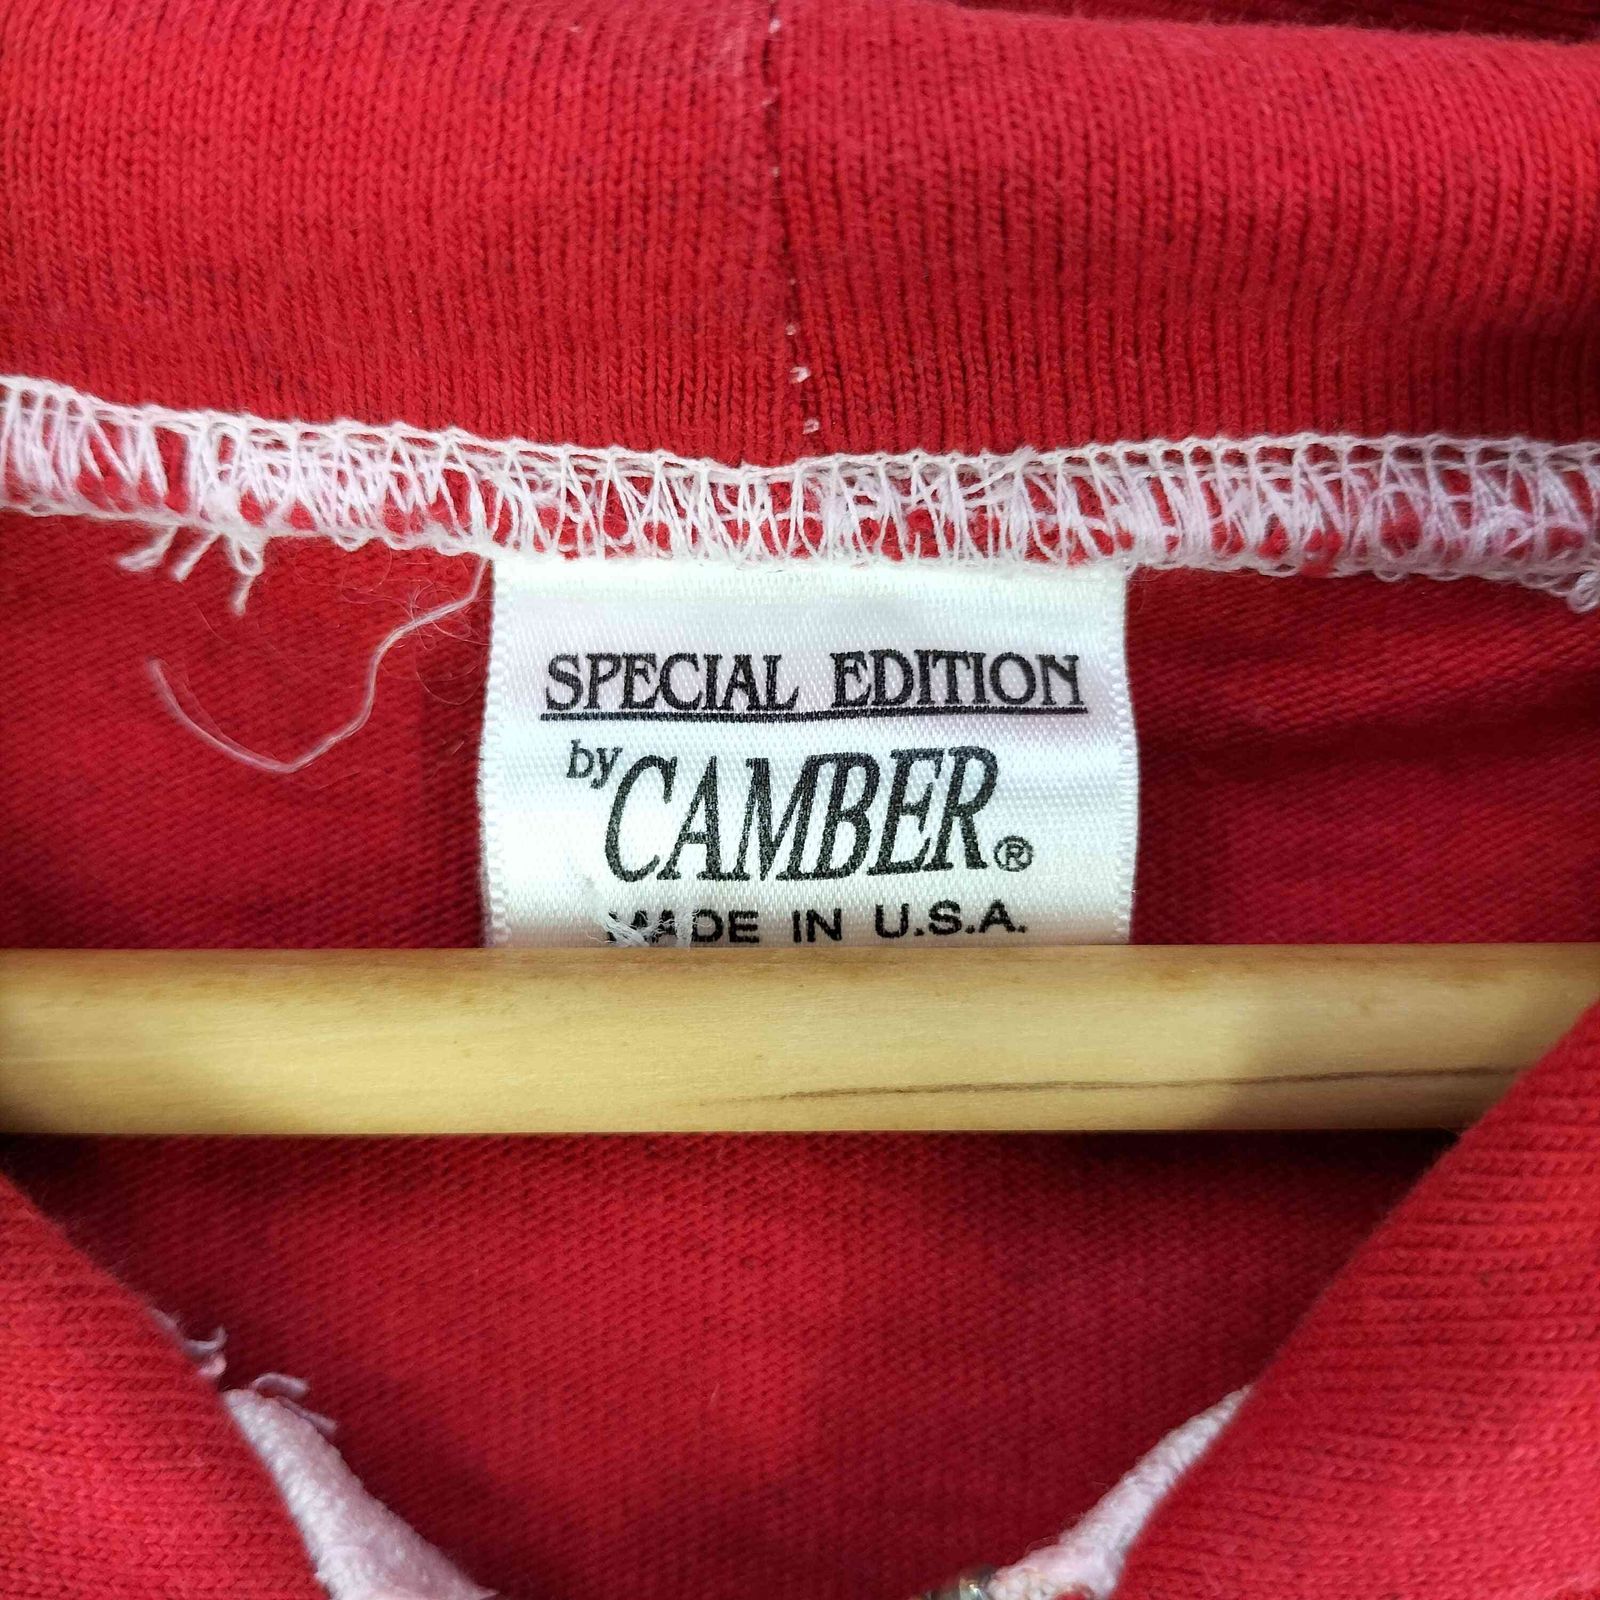 SPECIAL EDITION
by CAMBER®
MADE IN U.S.A.